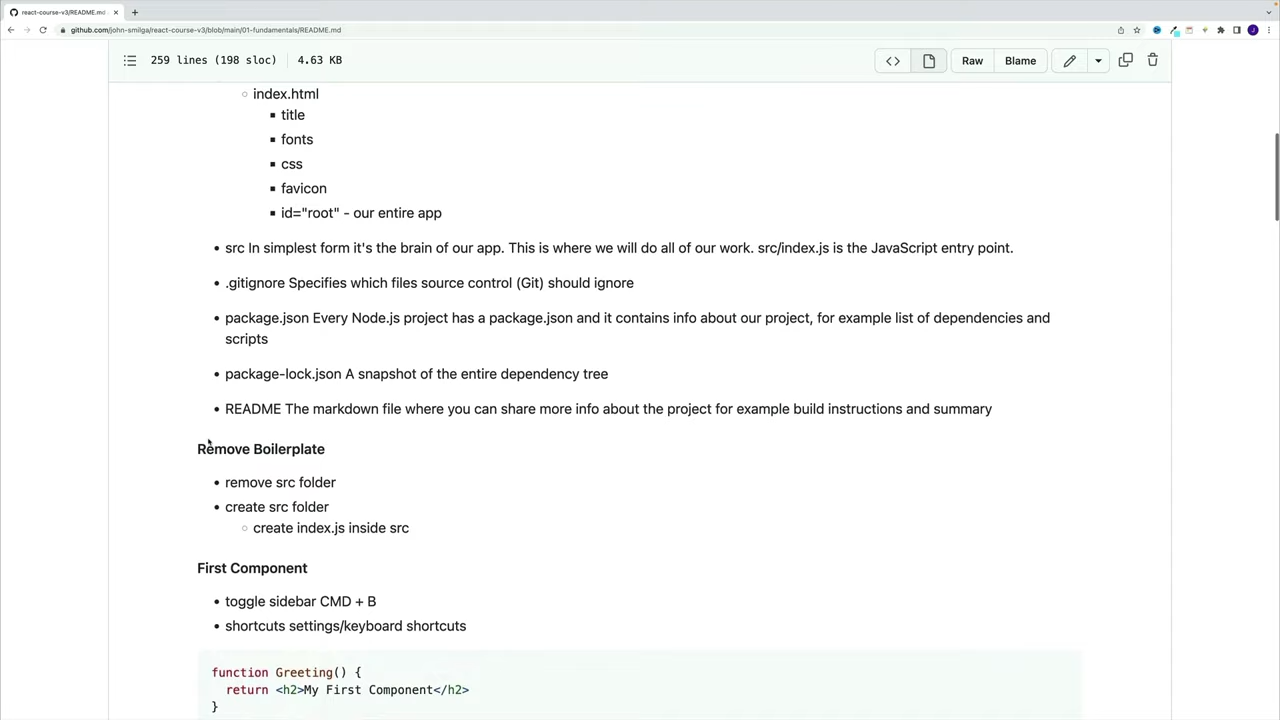 react-course-v3/README.md
github.com/john-smilga/react-course-v3/blob/main/01-fundamentals/README.md
259 lines (198 sloc)
4.63 KB
Raw
Blame
index.html
title
fonts
css
favicon
id="root" - our entire app
src In simplest form it's the brain of our app. This is where we will do all of our work. src/index.js is the JavaScript entry point.
.gitignore Specifies which files source control (Git) should ignore
package.json Every Node.js project has a package.json and it contains info about our project, for example list of dependencies and
scripts
package-lock.json A snapshot of the entire dependency tree
README The markdown file where you can share more info about the project for example build instructions and summary
Remove Boilerplate
remove src folder
create src folder
create index.js inside src
First Component
toggle sidebar CMD + B
shortcuts settings/keyboard shortcuts
function Greeting() {
return <h2>My First Component</h2>
}